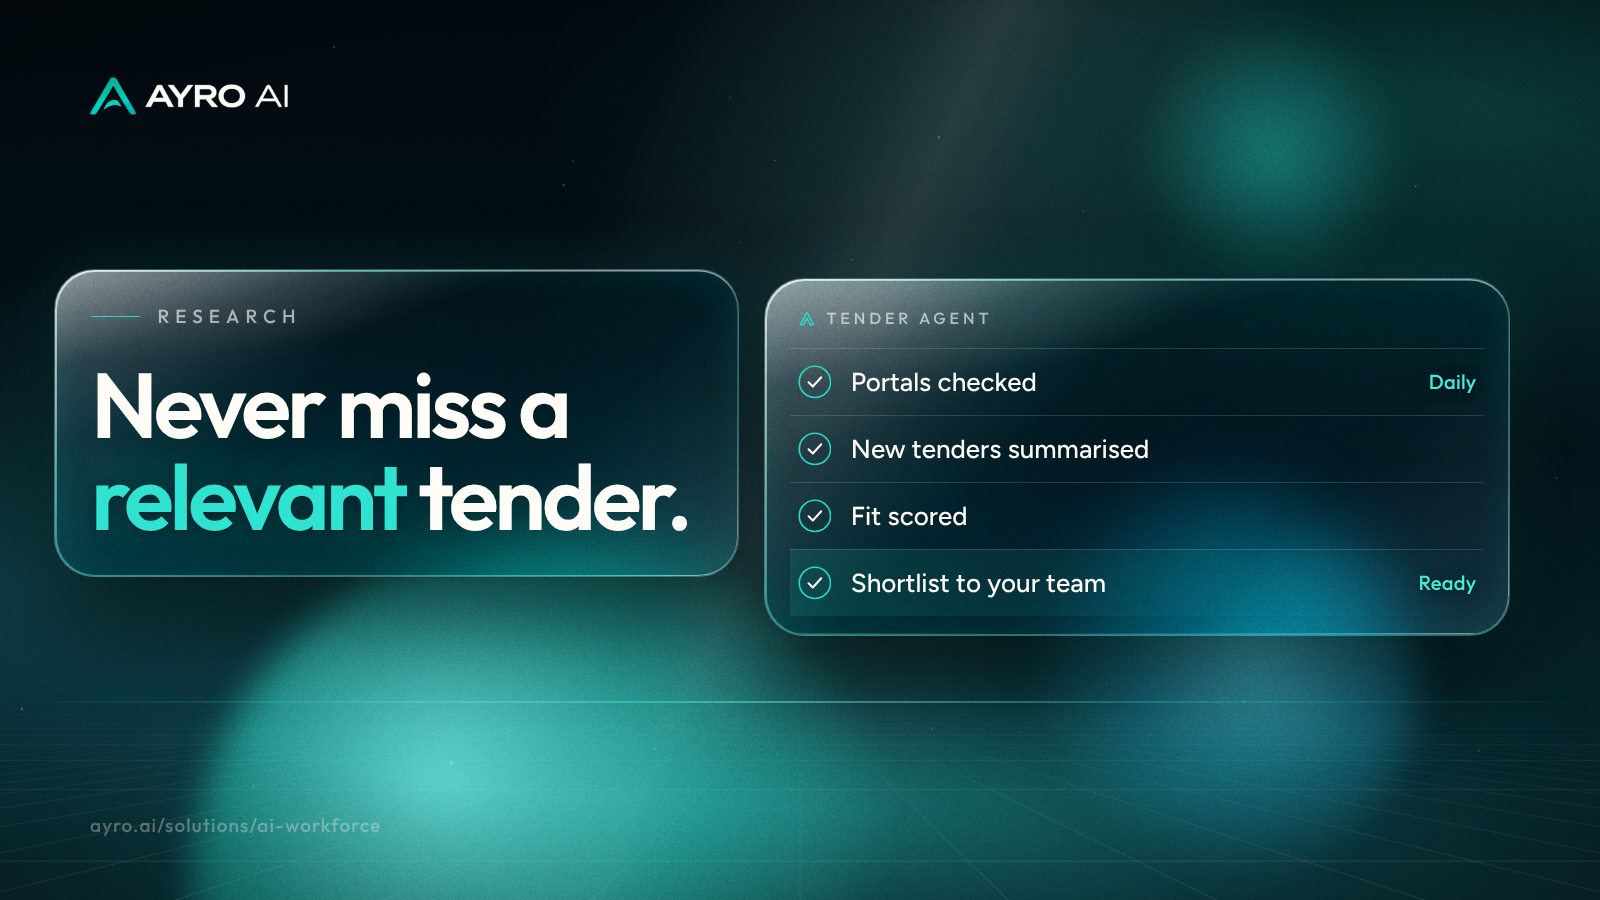 AYRO AI
RESEARCH
Never miss a
relevant tender.
TENDER AGENT
Portals checked
Daily
New tenders summarised
Fit scored
Shortlist to your team
Ready
ayro.ai/solutions/ai-workforce